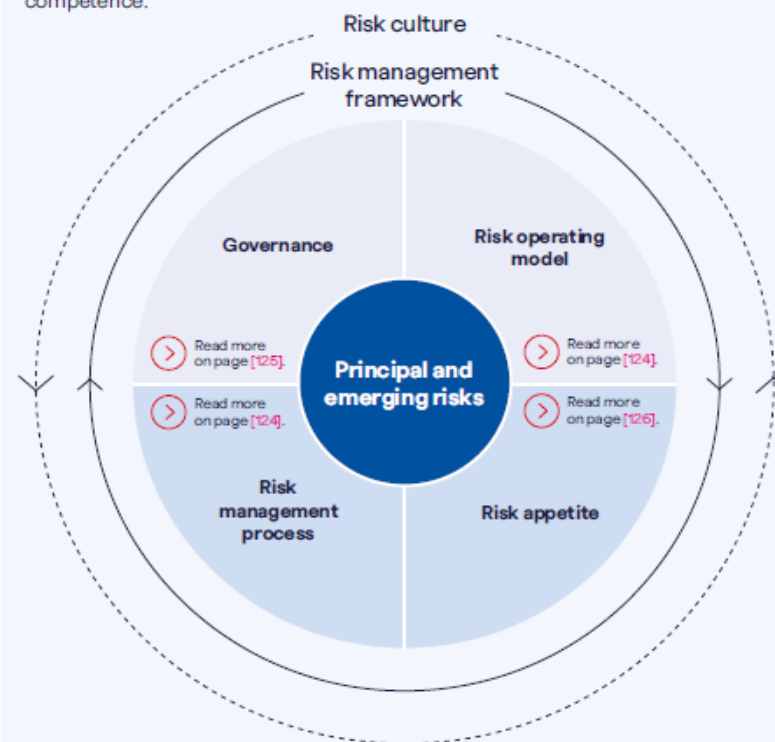 competence.
Risk culture
Risk management
framework
Governance
Risk operating
model
Read more
on page [125].
Read more
on page [124].
Principal and
emerging risks
Read more
on page [124].
Read more
on page [126].
Risk
management
process
Risk appetite